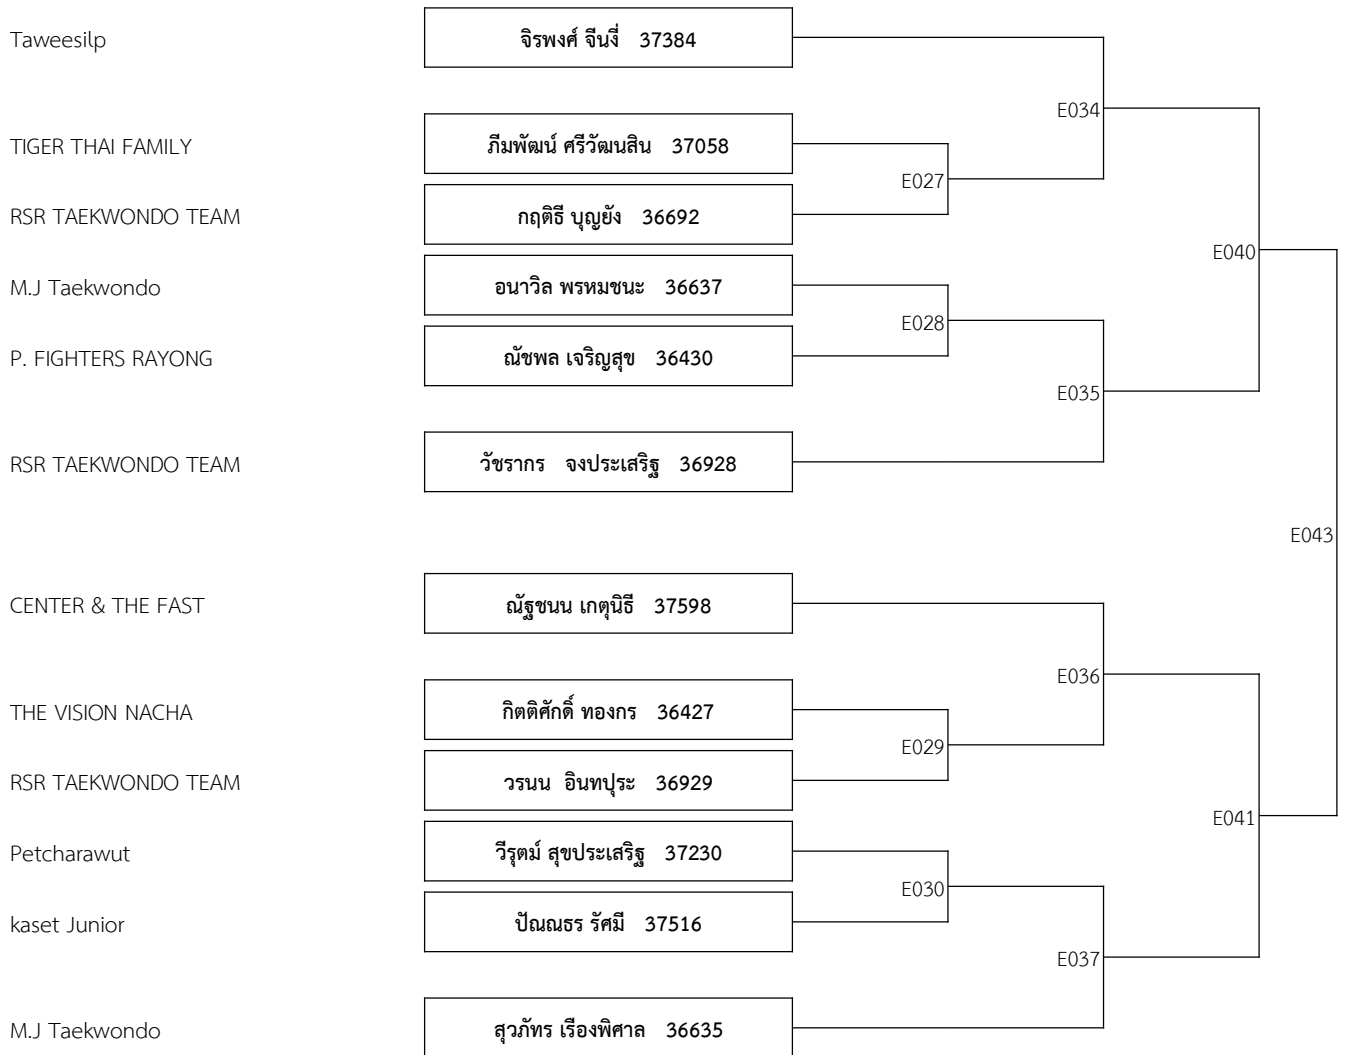 Taweesilp จิรพงศ์ จีนงี่ 37384
E034
TIGER THAI FAMILY ภีมพัฒน์ ศรีวัฒนสิน 37058
E027
RSR TAEKWONDO TEAM กฤติธี บุญยัง 36692
E040
M.J Taekwondo อนาวิล พรหมชนะ 36637
E028
P. FIGHTERS RAYONG ณัชพล เจริญสุข 36430
E035
RSR TAEKWONDO TEAM วัชรากร จงประเสริฐ 36928
E043
CENTER & THE FAST ณัฐชนน เกตุนิธี 37598
E036
THE VISION NACHA กิตติศักดิ์ ทองกร 36427
E029
RSR TAEKWONDO TEAM วรนน อินทปุระ 36929
E041
Petcharawut วีรุตม์ สุขประเสริฐ 37230
E030
kaset Junior ปัณณธร รัศมี 37516
E037
M.J Taekwondo สุวภัทร เรืองพิศาล 36635